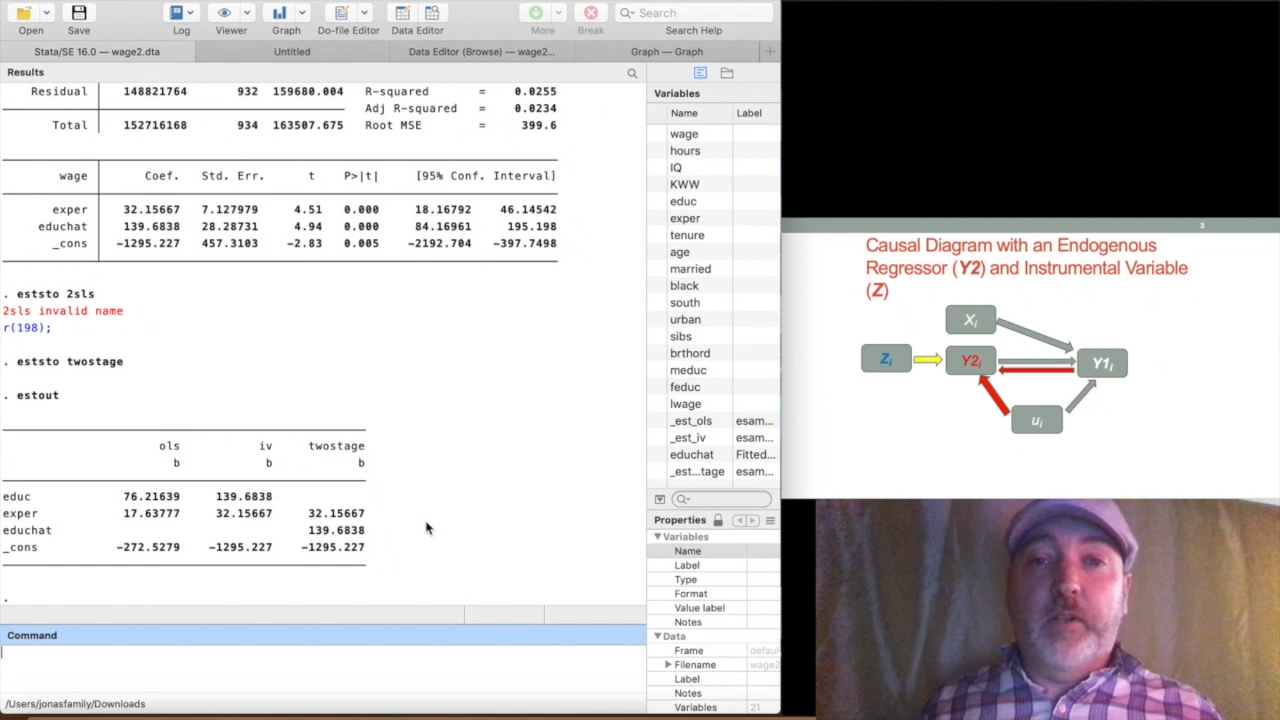 Open
Save
Log
Viewer
Graph
Do-file Editor
Data Editor
More
Break
Search
Search Help
Stata/SE 16.0 — wage2.dta
Untitled
Data Editor (Browse) — wage2...
Graph — Graph
Results
Residual 148821764 932 159680.004 R-squared = 0.0255
Adj R-squared = 0.0234
Total 152716168 934 163507.675 Root MSE = 399.6
wage Coef. Std. Err. t P>|t| [95% Conf. Interval]
exper 32.15667 7.127979 4.51 0.000 18.16792 46.14542
educhat 139.6838 28.28731 4.94 0.000 84.16961 195.198
_cons -1295.227 457.3103 -2.83 0.005 -2192.704 -397.7498
. eststo 2sls
2sls invalid name
r(198);
. eststo twostage
. estout
ols iv twostage
b b b
educ 76.21639 139.6838
exper 17.63777 32.15667 32.15667
educhat 139.6838
_cons -272.5279 -1295.227 -1295.227
.
Command
/Users/jonasfamily/Downloads
Variables
Name Label
wage
hours
IQ
KWW
educ
exper
tenure
age
married
black
south
urban
sibs
brthord
meduc
feduc
lwage
_est_ols esam...
_est_iv esam...
educhat Fitted...
_est...tage esam...
Properties
Variables
Name
Label
Type
Format
Value label
Notes
Data
Frame defaul
Filename wage2
Label
Notes
Variables 21
3
Causal Diagram with an Endogenous
Regressor (Y2) and Instrumental Variable
(Z)
Xi
Zi Y2i Y1i
ui